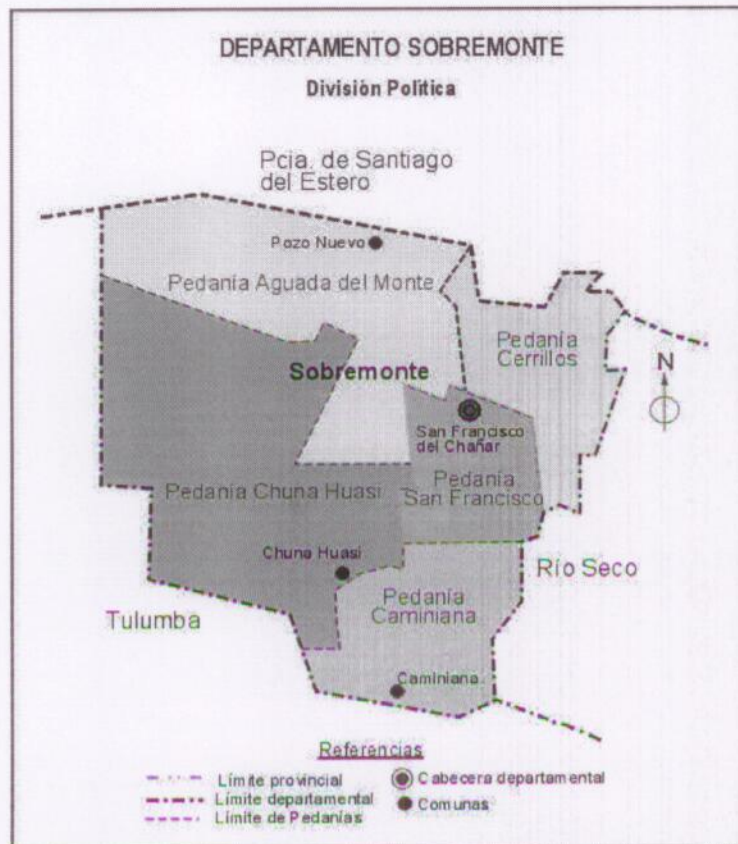 DEPARTAMENTO SOBREMONTE
División Política
Pcia. de Santiago
del Estero
Pozo Nuevo
Pedanía Aguada del Monte
Pedanía
Cerrillos
N
Sobremonte
San Francisco
del Chañar
Pedanía Chuna Huasi
Pedanía
San Francisco
Chuna Huasi
Río Seco
Pedanía
Caminiana
Tulumba
Caminiana
Referencias
Límite provincial
Cabecera departamental
Límite departamental
Comunas
Límite de Pedanías